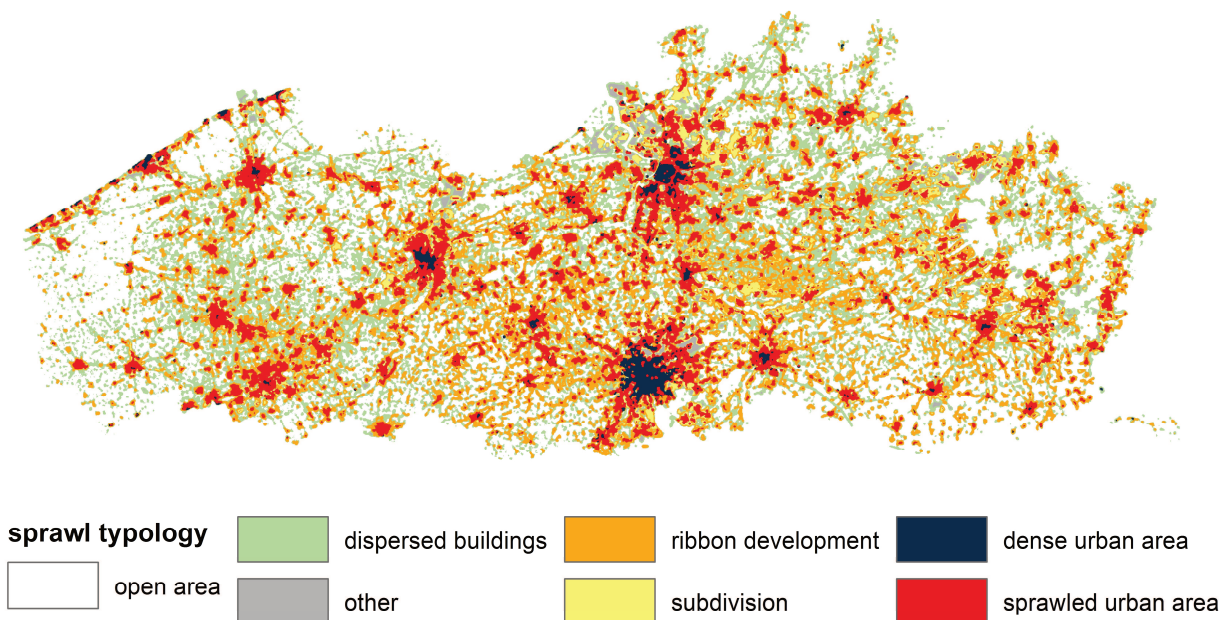 sprawl typology
open area
dispersed buildings
other
ribbon development
subdivision
dense urban area
sprawled urban area